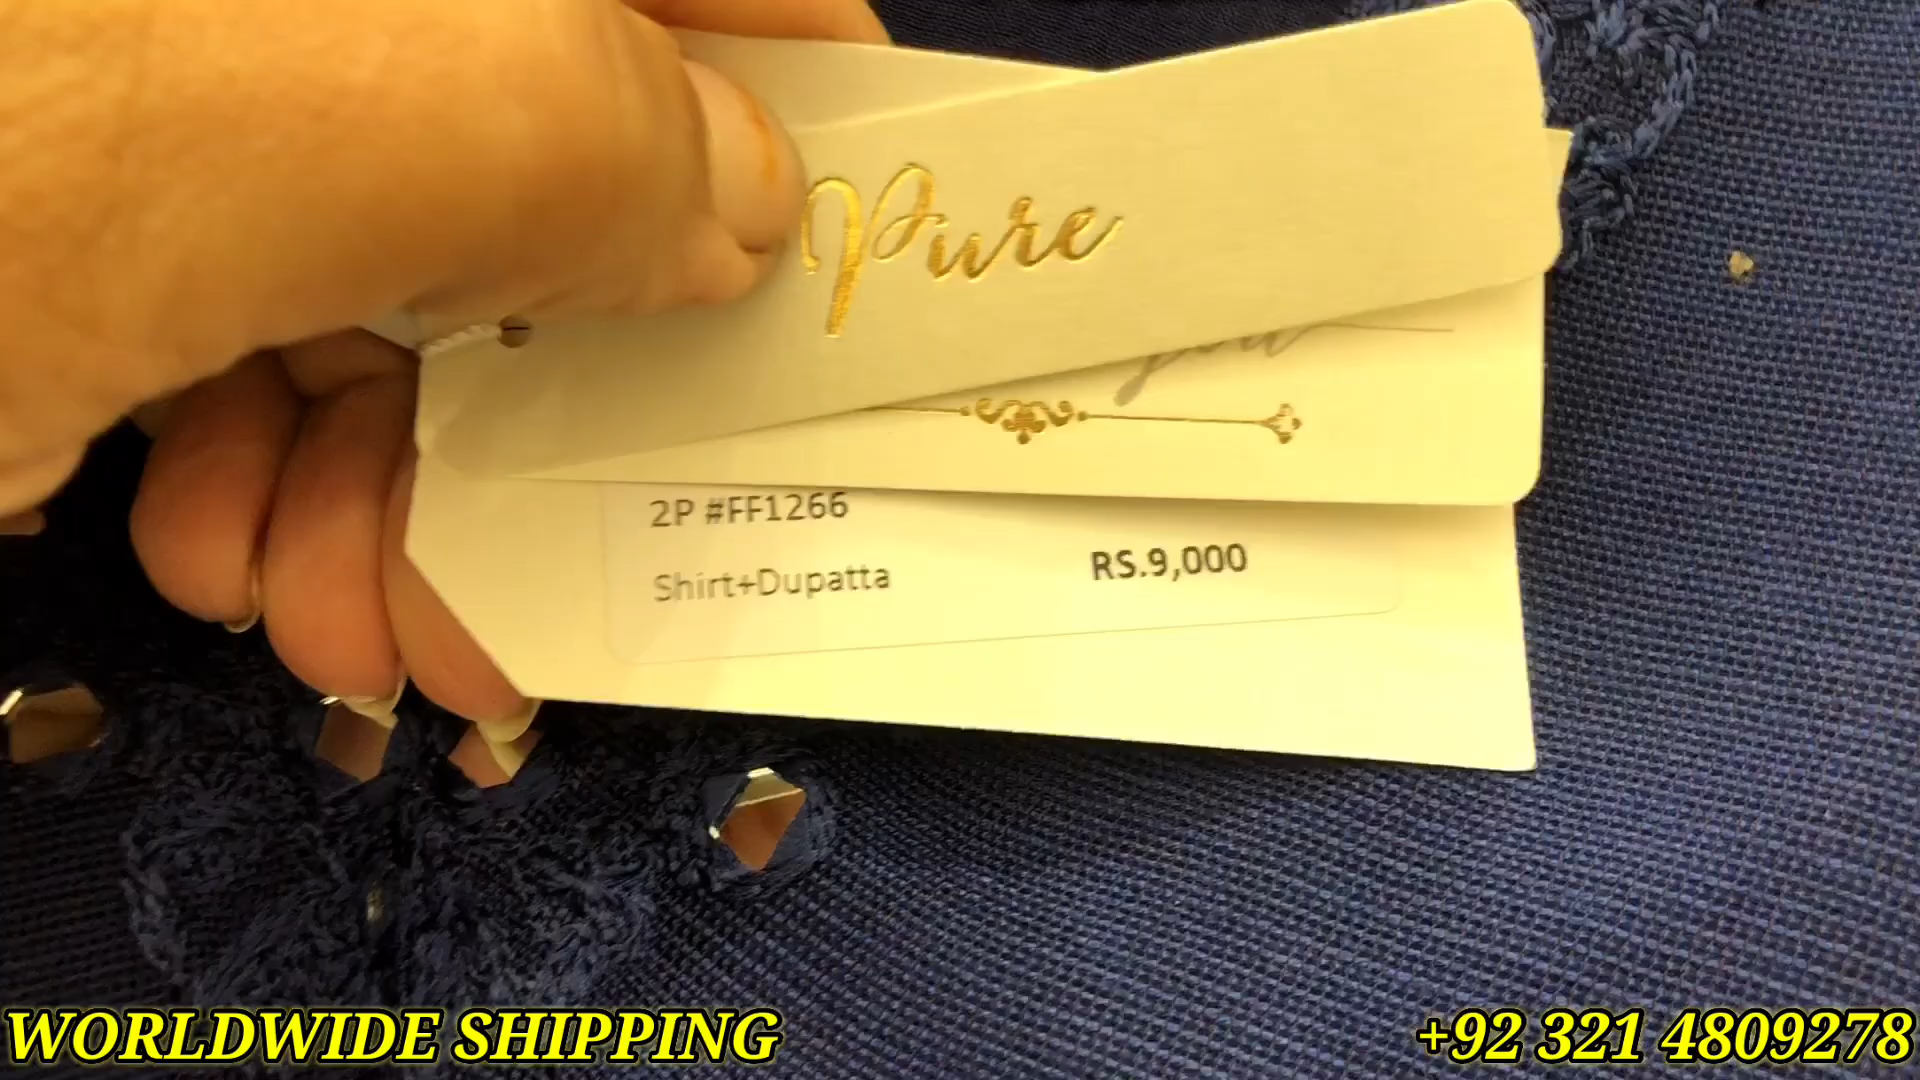 Pure
2P #FF1266
Shirt+Dupatta RS.9,000
WORLDWIDE SHIPPING +92 321 4809278